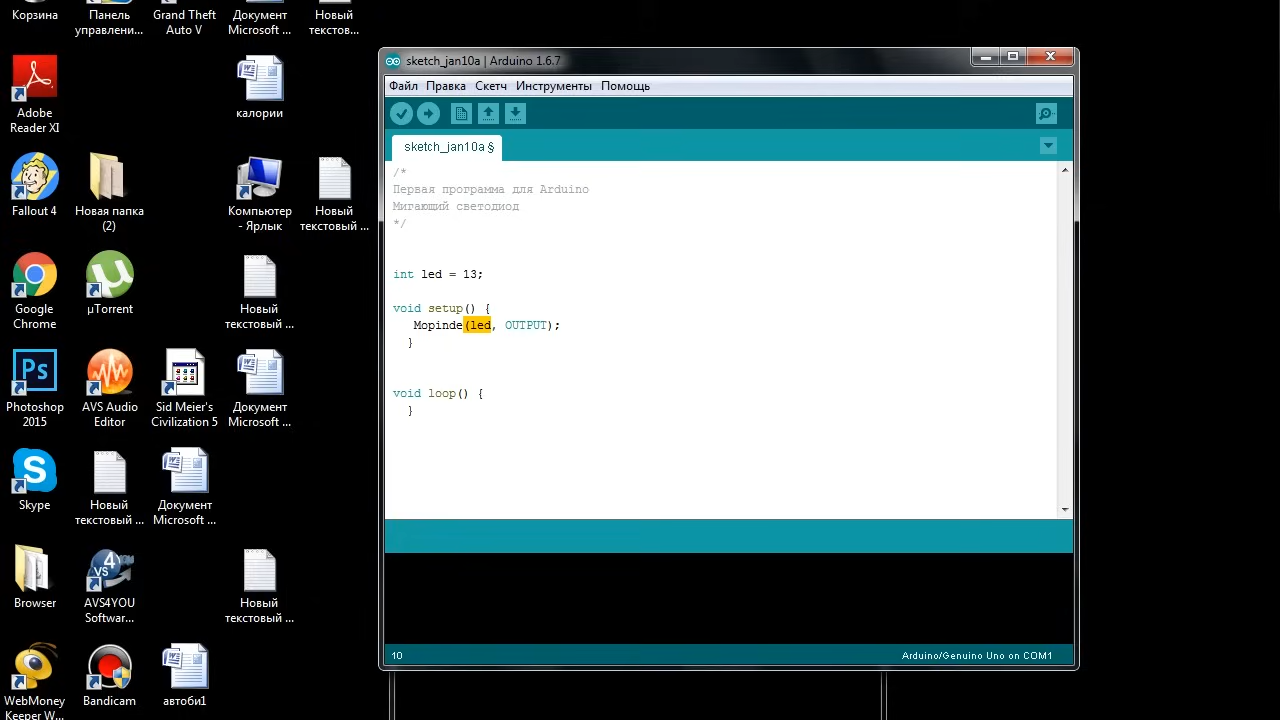 Корзина
Панель управлени...
Grand Theft Auto V
Документ Microsoft ...
Новый текстов...
Adobe Reader XI
калории
Fallout 4
Новая папка (2)
Компьютер - Ярлык
Новый текстовый ...
Google Chrome
µTorrent
Новый текстовый ...
Photoshop 2015
AVS Audio Editor
Sid Meier's Civilization 5
Документ Microsoft ...
Skype
Новый текстовый ...
Документ Microsoft ...
Browser
AVS4YOU Softwar...
Новый текстовый ...
WebMoney Keeper W...
Bandicam
автоби1
sketch_jan10a | Arduino 1.6.7
Файл Правка Скетч Инструменты Помощь
sketch_jan10a §
/*
Первая программа для Arduino
Мигающий светодиод
*/
int led = 13;
void setup() {
Mopinde(led, OUTPUT);
}
void loop() {
}
10
Arduino/Genuino Uno on COM1